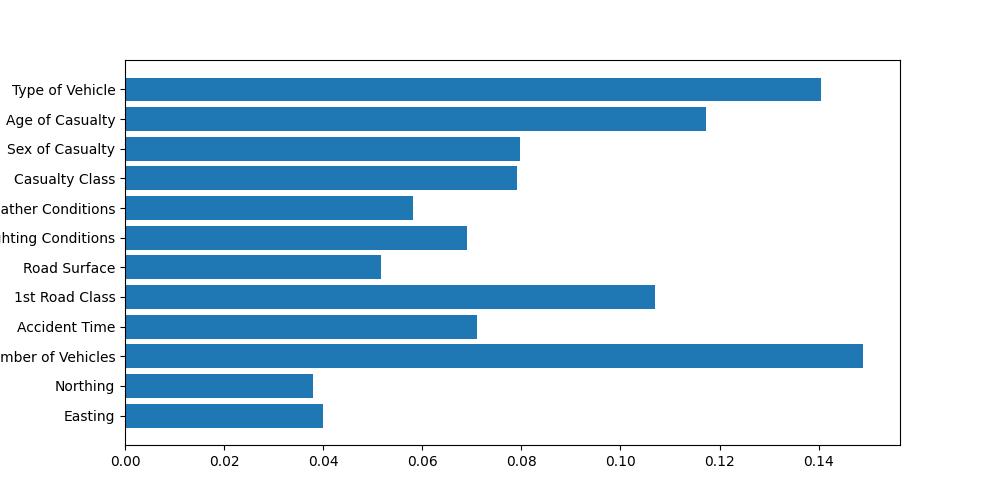 Type of Vehicle
Age of Casualty
Sex of Casualty
Casualty Class
ather Conditions
hting Conditions
Road Surface
1st Road Class
Accident Time
mber of Vehicles
Northing
Easting
0.00 0.02 0.04 0.06 0.08 0.10 0.12 0.14